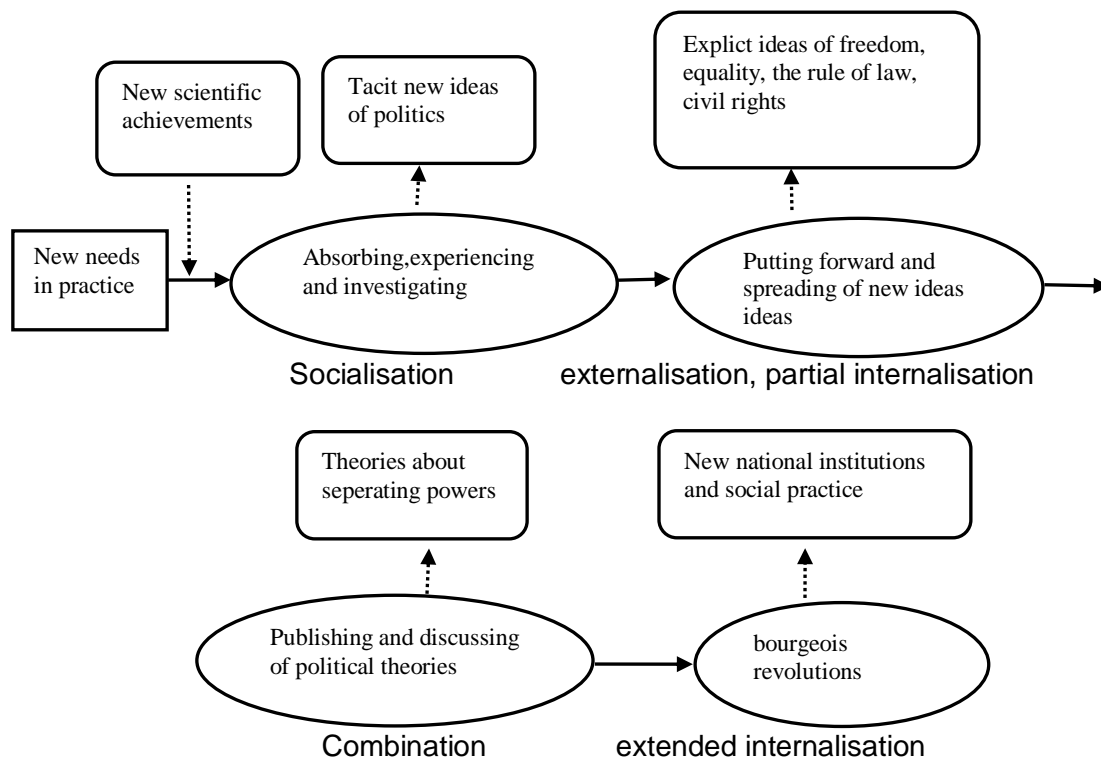 New scientific
achievements
Tacit new ideas
of politics
Explict ideas of freedom,
equality, the rule of law,
civil rights
New needs
in practice
Absorbing,experiencing
and investigating
Putting forward and
spreading of new ideas
ideas
Socialisation
externalisation, partial internalisation
Theories about
seperating powers
New national institutions
and social practice
Publishing and discussing
of political theories
bourgeois
revolutions
Combination
extended internalisation